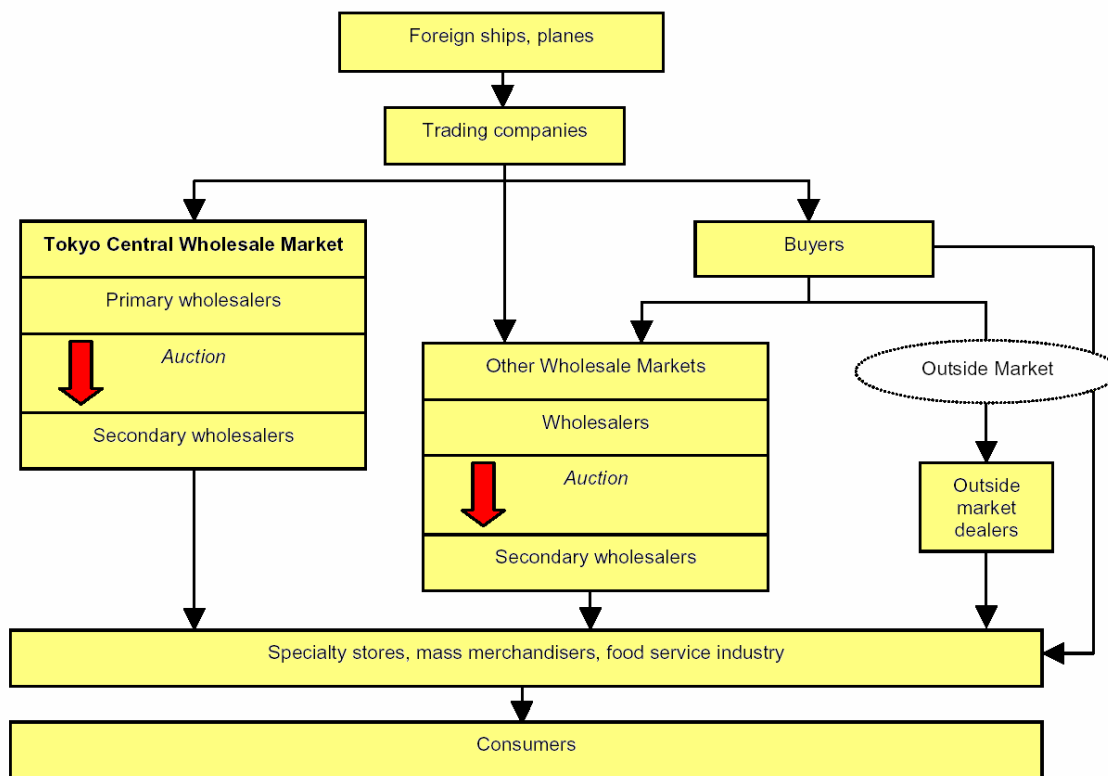 Foreign ships, planes
Trading companies
Tokyo Central Wholesale Market
Primary wholesalers
Auction
Secondary wholesalers
Buyers
Other Wholesale Markets
Wholesalers
Auction
Secondary wholesalers
Outside Market
Outside
market
dealers
Specialty stores, mass merchandisers, food service industry
Consumers